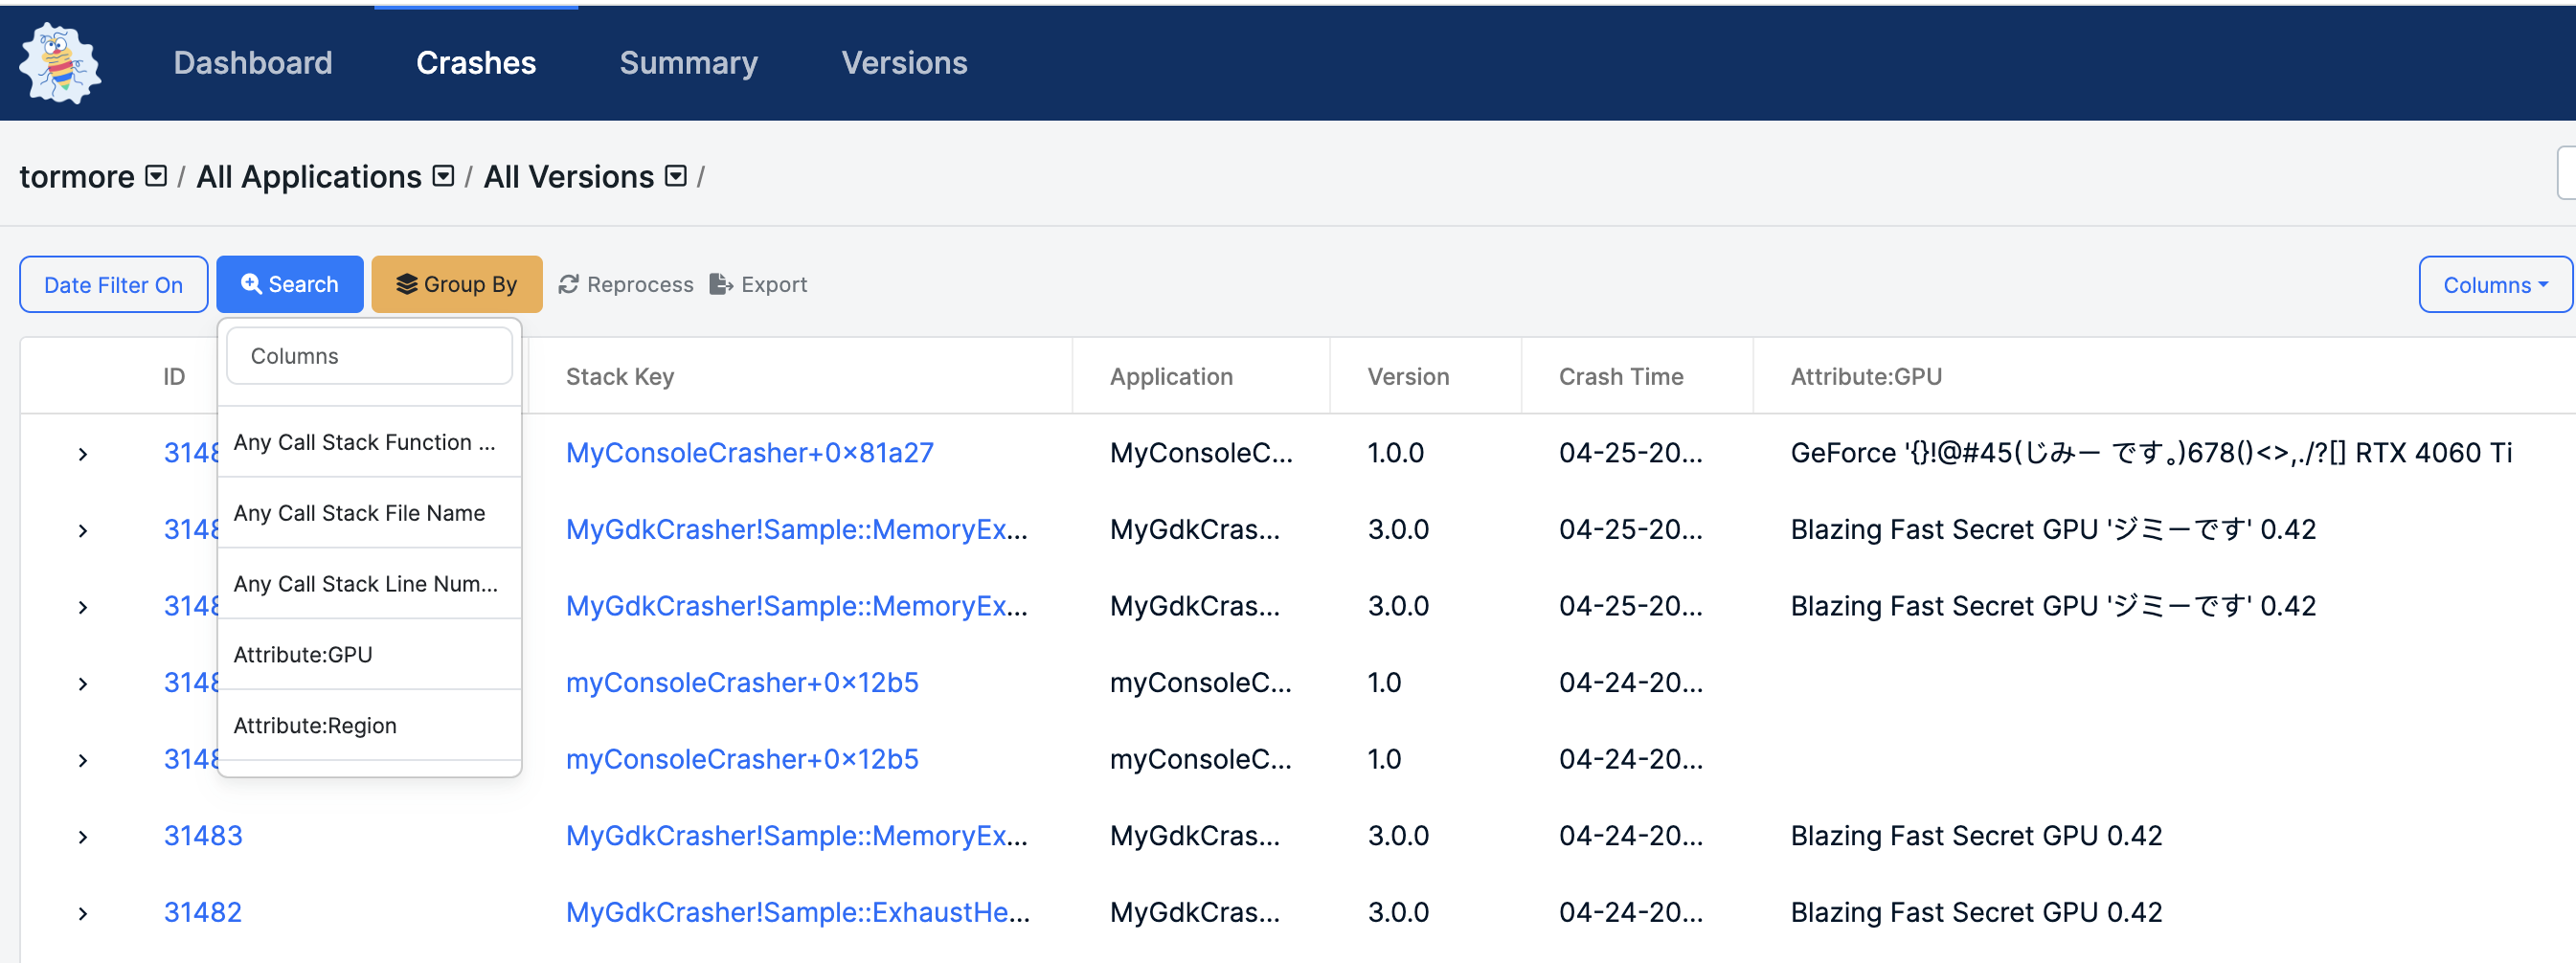 Dashboard Crashes Summary Versions
tormore / All Applications / All Versions /
Date Filter On Search Group By Reprocess Export Columns
Columns
ID Stack Key Application Version Crash Time Attribute:GPU
Any Call Stack Function ...
Any Call Stack File Name
Any Call Stack Line Num...
Attribute:GPU
Attribute:Region
3148 MyConsoleCrasher+0x81a27 MyConsoleC... 1.0.0 04-25-20... GeForce '{}!@#45(じみー です。)678()<>,./?[] RTX 4060 Ti
3148 MyGdkCrasher!Sample::MemoryEx... MyGdkCras... 3.0.0 04-25-20... Blazing Fast Secret GPU 'ジミーです' 0.42
3148 MyGdkCrasher!Sample::MemoryEx... MyGdkCras... 3.0.0 04-25-20... Blazing Fast Secret GPU 'ジミーです' 0.42
3148 myConsoleCrasher+0x12b5 myConsoleC... 1.0 04-24-20...
3148 myConsoleCrasher+0x12b5 myConsoleC... 1.0 04-24-20...
31483 MyGdkCrasher!Sample::MemoryEx... MyGdkCras... 3.0.0 04-24-20... Blazing Fast Secret GPU 0.42
31482 MyGdkCrasher!Sample::ExhaustHe... MyGdkCras... 3.0.0 04-24-20... Blazing Fast Secret GPU 0.42